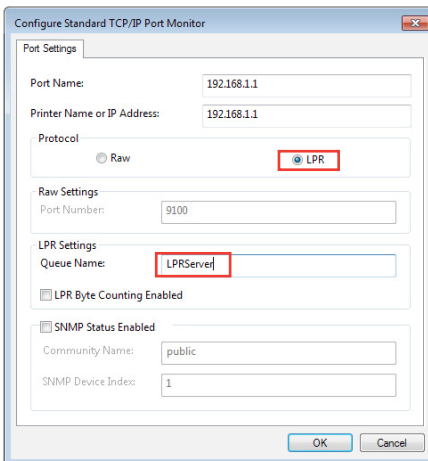 Configure Standard TCP/IP Port Monitor
Port Settings
Port Name: 192.168.1.1
Printer Name or IP Address: 192.168.1.1
Protocol
Raw LPR
Raw Settings
Port Number: 9100
LPR Settings
Queue Name: LPRServer
LPR Byte Counting Enabled
SNMP Status Enabled
Community Name: public
SNMP Device Index: 1
OK Cancel